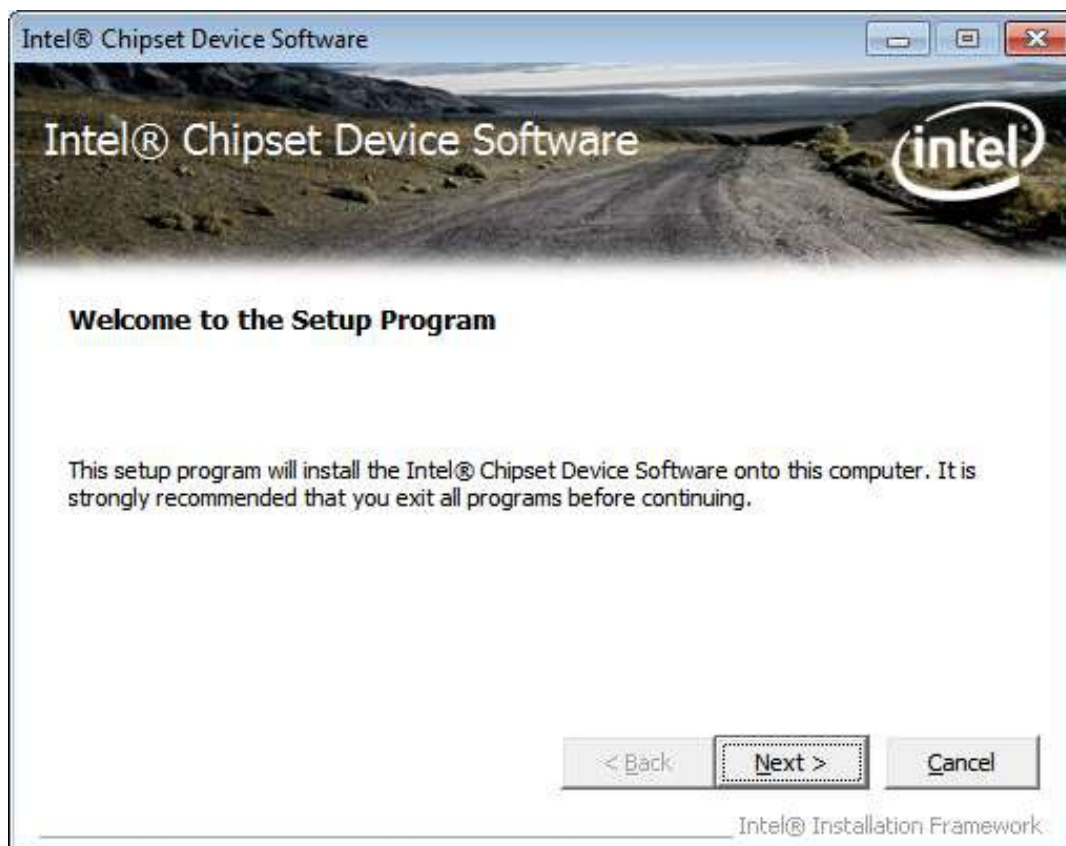 Intel® Chipset Device Software
Intel® Chipset Device Software
intel
Welcome to the Setup Program
This setup program will install the Intel® Chipset Device Software onto this computer. It is
strongly recommended that you exit all programs before continuing.
< Back
Next >
Cancel
Intel® Installation Framework